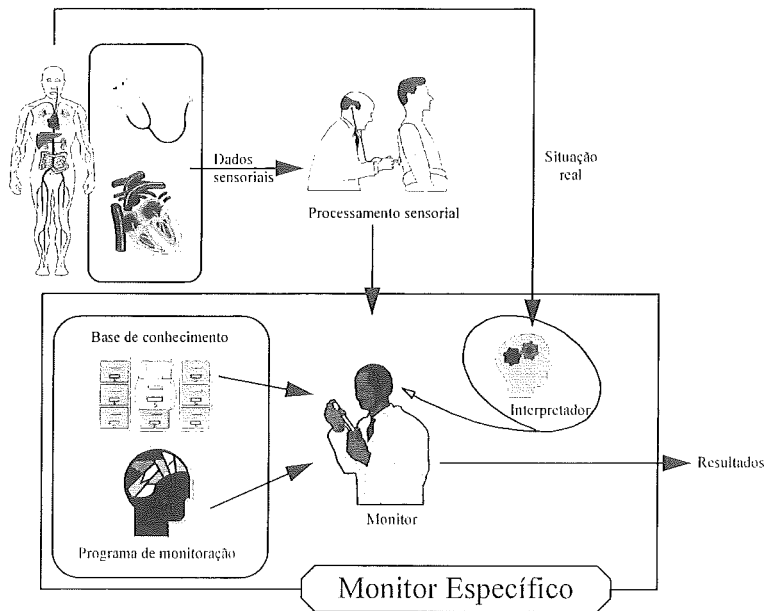 Dados
sensoriais
Processamento sensorial
Situação
real
Base de conhecimento
Interpretador
Monitor
Resultados
Programa de monitoração
Monitor Específico